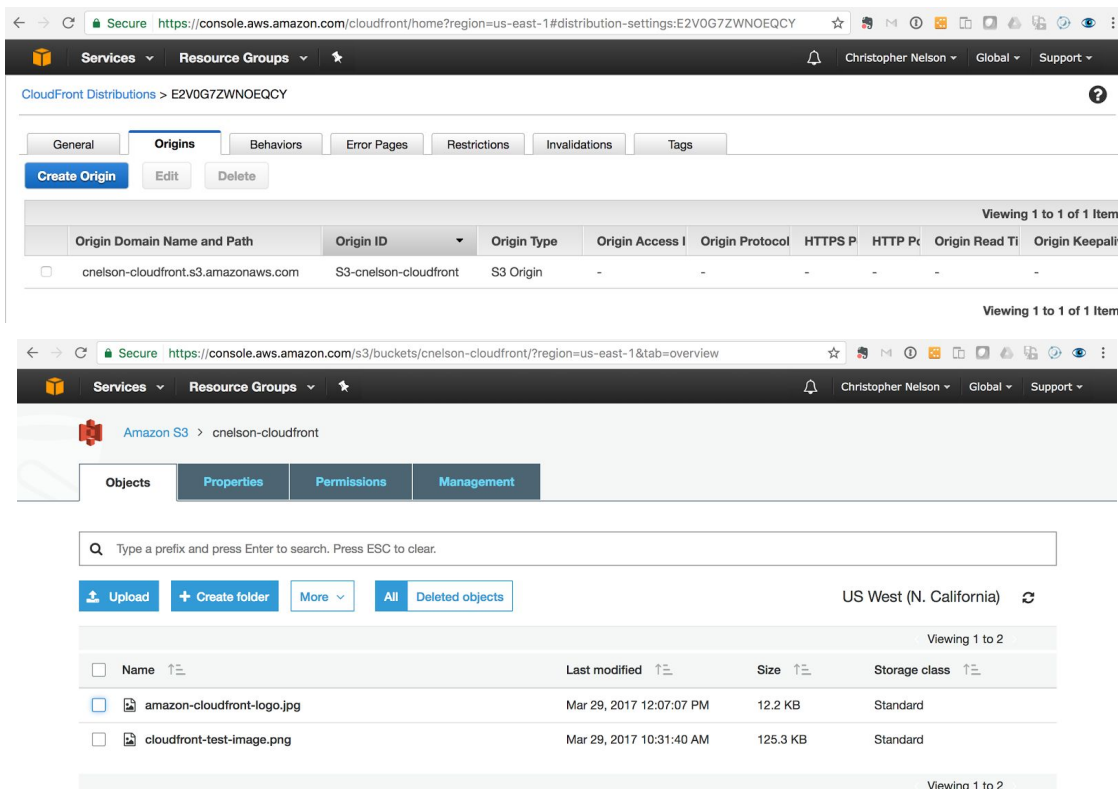 Secure https://console.aws.amazon.com/cloudfront/home?region=us-east-1#distribution-settings:E2V0G7ZWNOEQCY
Services Resource Groups Christopher Nelson Global Support
CloudFront Distributions > E2V0G7ZWNOEQCY
General Origins Behaviors Error Pages Restrictions Invalidations Tags
Create Origin Edit Delete
Viewing 1 to 1 of 1 Item
Origin Domain Name and Path Origin ID Origin Type Origin Access I Origin Protocol HTTPS P HTTP Po Origin Read Ti Origin Keepali
cnelson-cloudfront.s3.amazonaws.com S3-cnelson-cloudfront S3 Origin - - - - - -
Viewing 1 to 1 of 1 Item
Secure https://console.aws.amazon.com/s3/buckets/cnelson-cloudfront/?region=us-east-1&tab=overview
Services Resource Groups Christopher Nelson Global Support
Amazon S3 > cnelson-cloudfront
Objects Properties Permissions Management
Type a prefix and press Enter to search. Press ESC to clear.
Upload + Create folder More All Deleted objects US West (N. California)
Viewing 1 to 2
Name Last modified Size Storage class
amazon-cloudfront-logo.jpg Mar 29, 2017 12:07:07 PM 12.2 KB Standard
cloudfront-test-image.png Mar 29, 2017 10:31:40 AM 125.3 KB Standard
Viewing 1 to 2